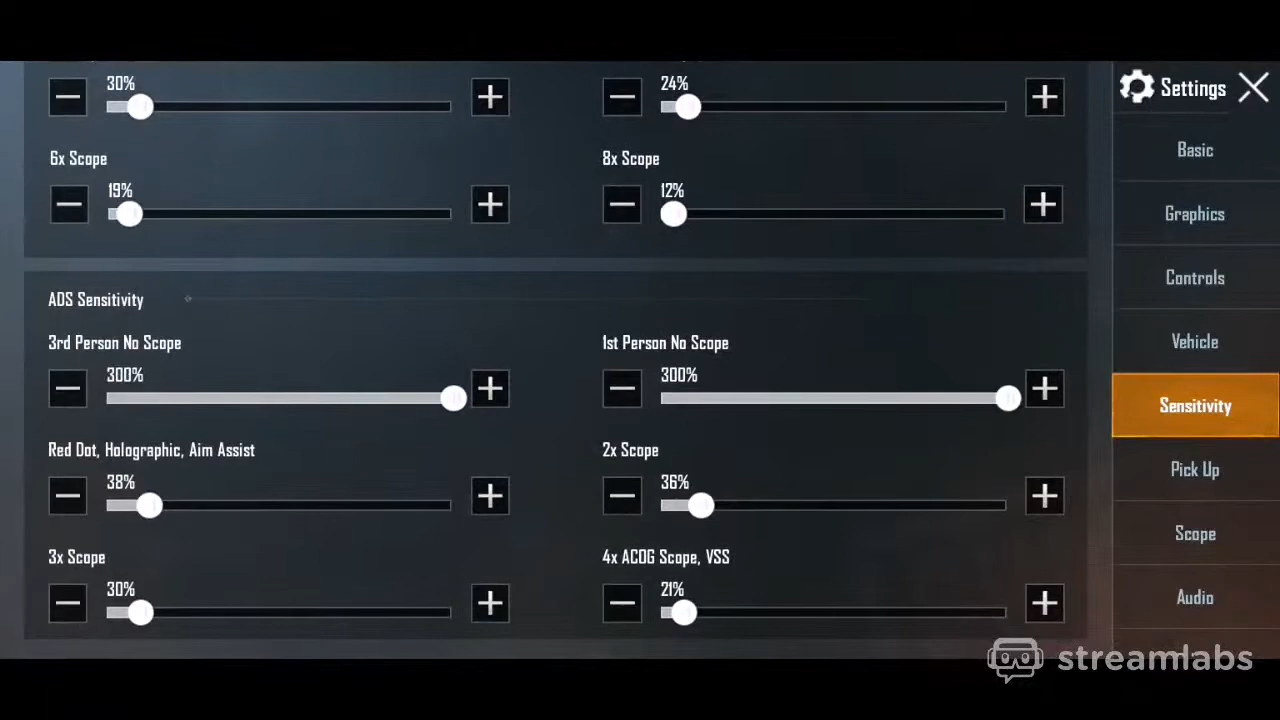 30% 24%
Settings
6x Scope 8x Scope
19% 12%
Basic
Graphics
Controls
Vehicle
Sensitivity
Pick Up
Scope
Audio
ADS Sensitivity
3rd Person No Scope 1st Person No Scope
300% 300%
Red Dot, Holographic, Aim Assist 2x Scope
38% 36%
3x Scope 4x ACOG Scope, VSS
30% 21%
streamlabs